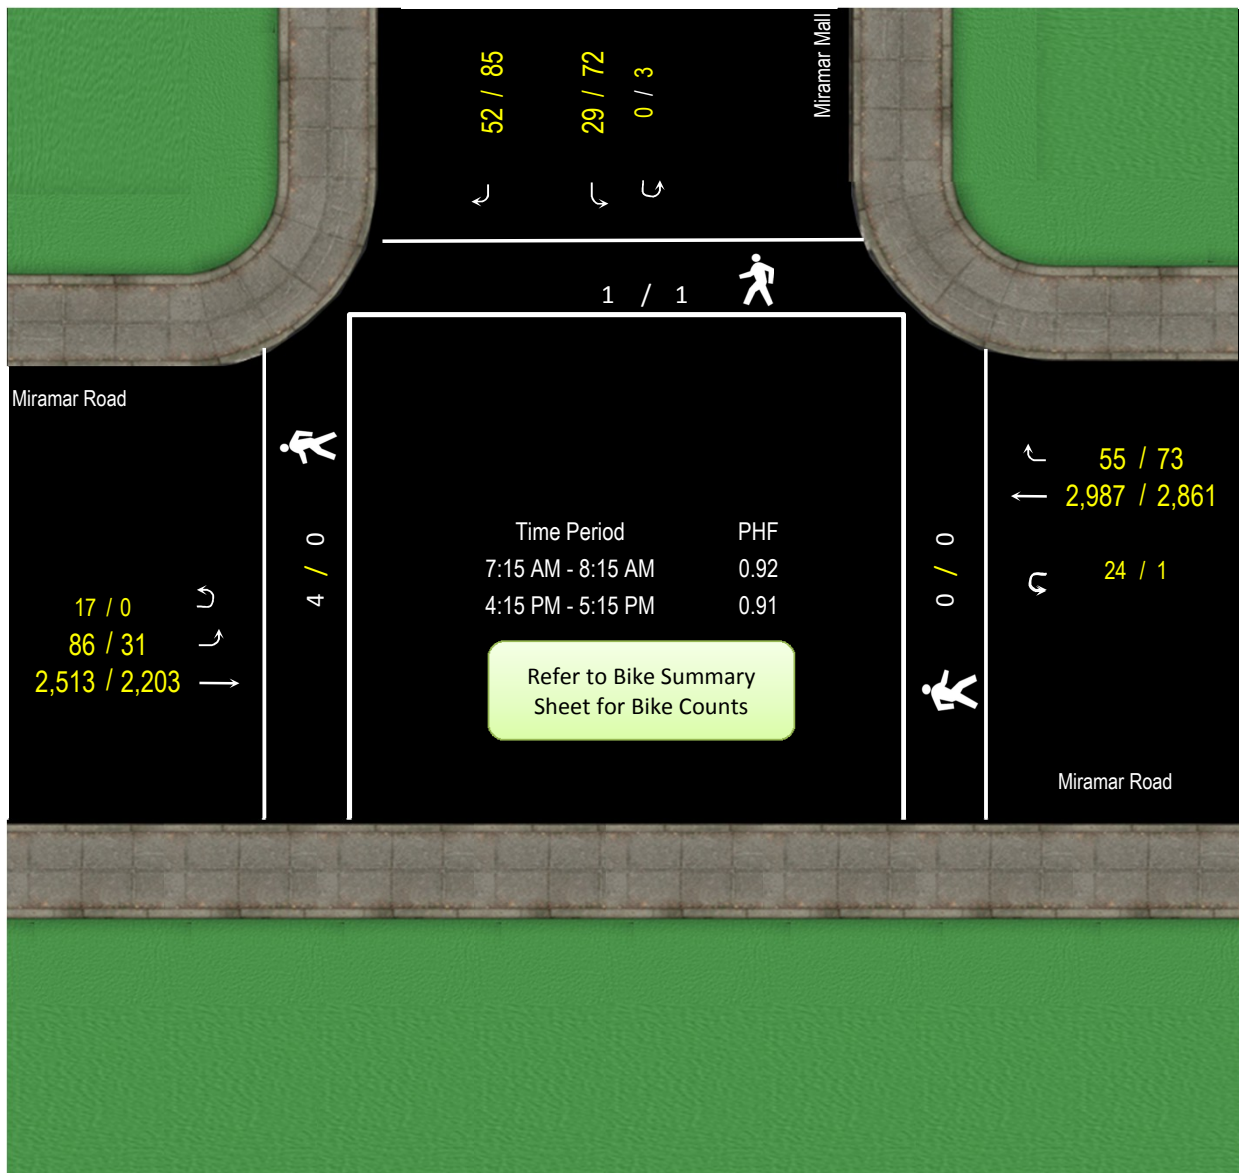 Miramar Mall
52 / 85
29 / 72
0 / 3
1 / 1
Miramar Road
55 / 73
2,987 / 2,861
24 / 1
4 / 0
0 / 0
Time Period PHF
7:15 AM - 8:15 AM 0.92
4:15 PM - 5:15 PM 0.91
17 / 0
86 / 31
2,513 / 2,203
Refer to Bike Summary
Sheet for Bike Counts
Miramar Road